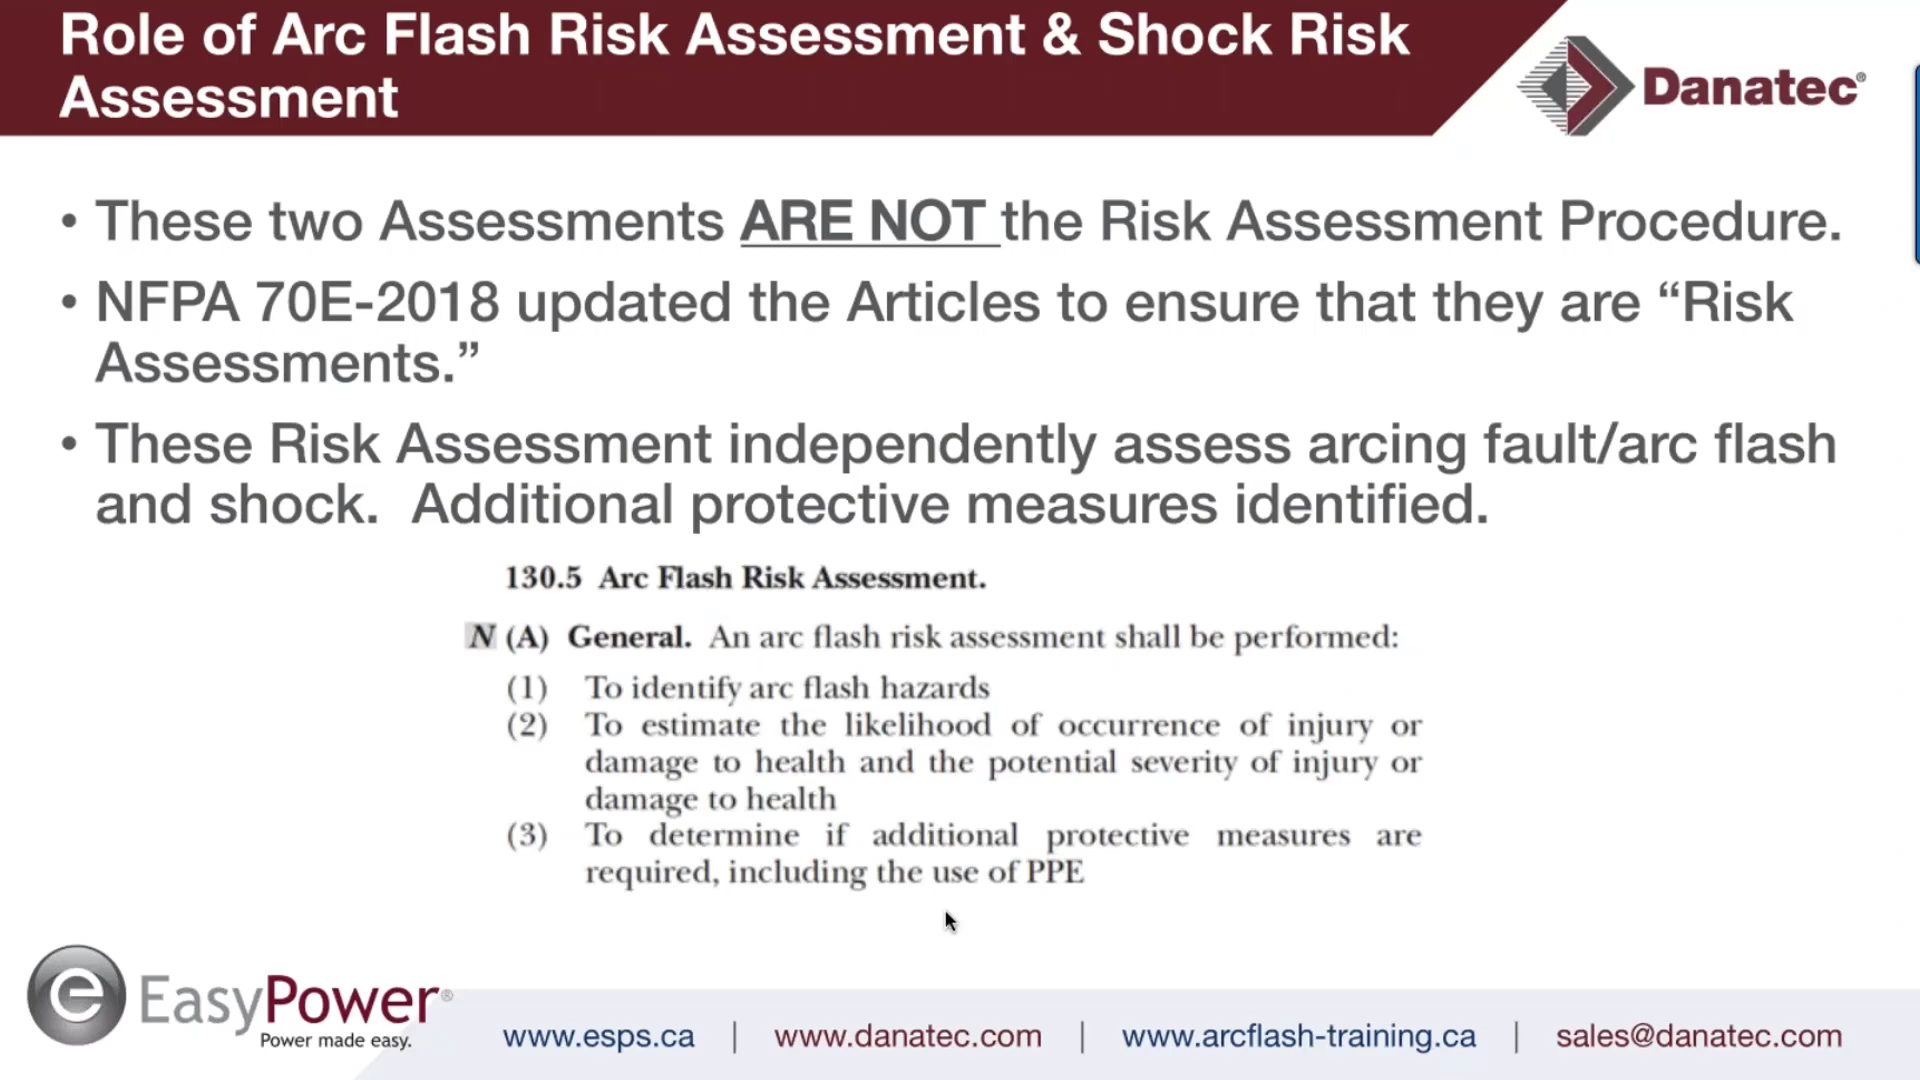 Role of Arc Flash Risk Assessment & Shock Risk
Assessment
Danatec®
• These two Assessments ARE NOT the Risk Assessment Procedure.
• NFPA 70E-2018 updated the Articles to ensure that they are “Risk
Assessments.”
• These Risk Assessment independently assess arcing fault/arc flash
and shock.  Additional protective measures identified.
130.5 Arc Flash Risk Assessment.
N (A) General. An arc flash risk assessment shall be performed:
(1) To identify arc flash hazards
(2) To estimate the likelihood of occurrence of injury or
damage to health and the potential severity of injury or
damage to health
(3) To determine if additional protective measures are
required, including the use of PPE
e EasyPower®
Power made easy.
www.esps.ca | www.danatec.com | www.arcflash-training.ca | sales@danatec.com